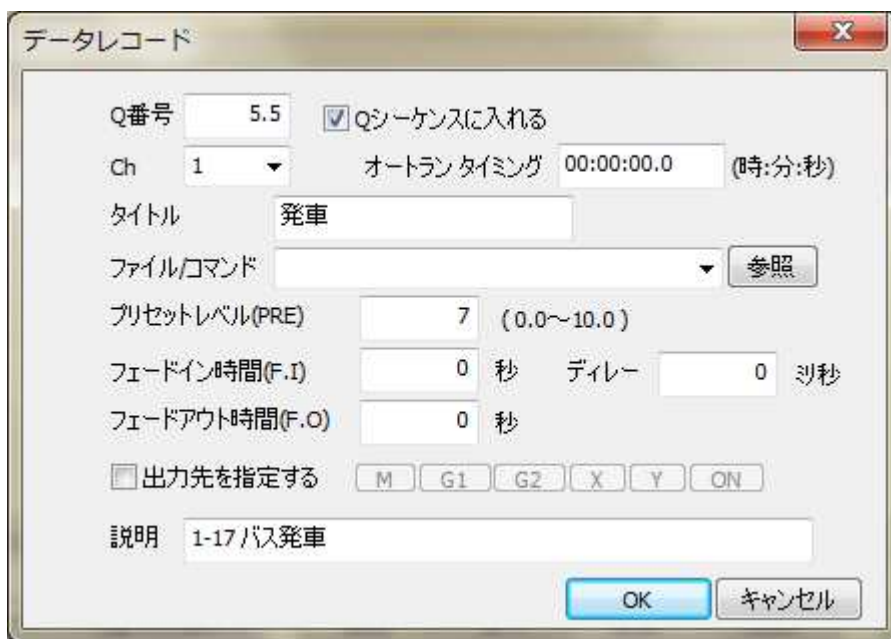 データレコード
Q番号 5.5 Qシーケンスに入れる
Ch 1 オートラン タイミング 00:00:00.0 (時:分:秒)
タイトル 発車
ファイル/コマンド 参照
プリセットレベル(PRE) 7 (0.0～10.0)
フェードイン時間(F.I) 0 秒 ディレー 0 ミリ秒
フェードアウト時間(F.O) 0 秒
出力先を指定する M G1 G2 X Y ON
説明 1-17 バス発車
OK キャンセル